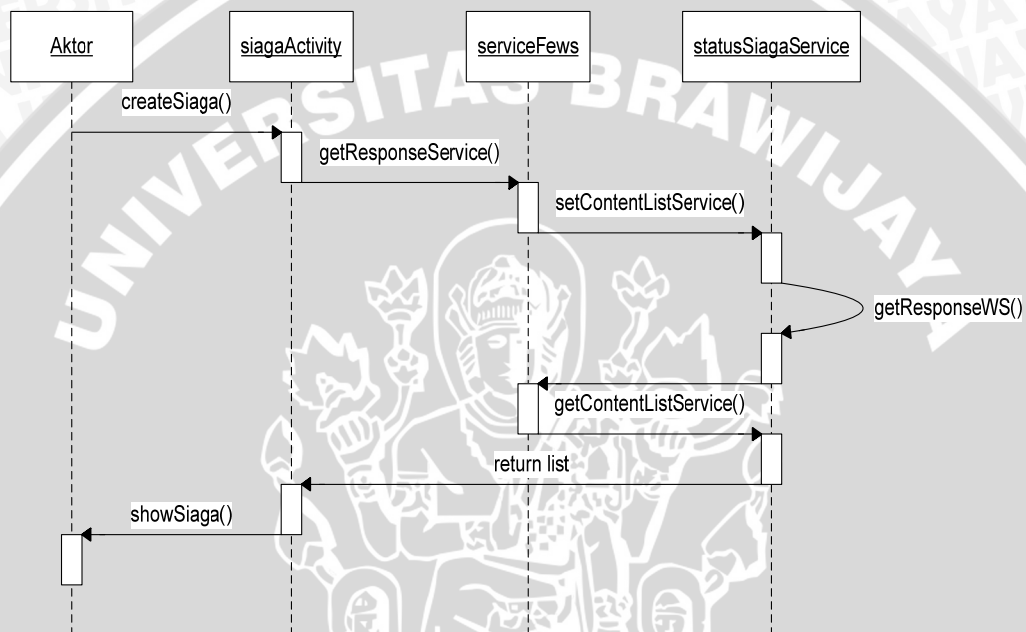 Aktor
siagaActivity
serviceFews
statusSiagaService
createSiaga()
getResponseService()
setContentListService()
getResponseWS()
getContentListService()
return list
showSiaga()
UNIVERSITAS BRAWIJAYA